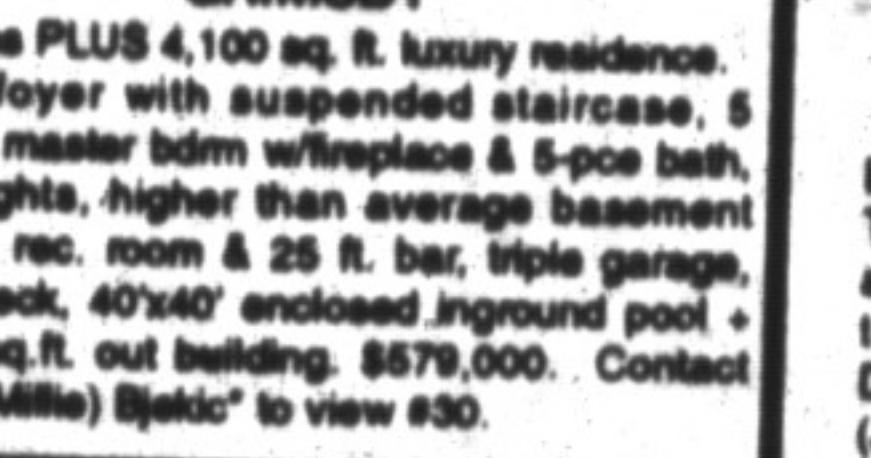 PLUS 4,100 sq. ft. luxury residence.
foyer with suspended staircase, 5
master bdrm w/fireplace & 5-pce bath,
ghts, higher than average basement
rec. room & 25 ft. bar, triple garage,
eck, 40'x40' enclosed inground pool +
q.ft. out building. $579,000. Contact
Millie) Bjekic* to view #30.